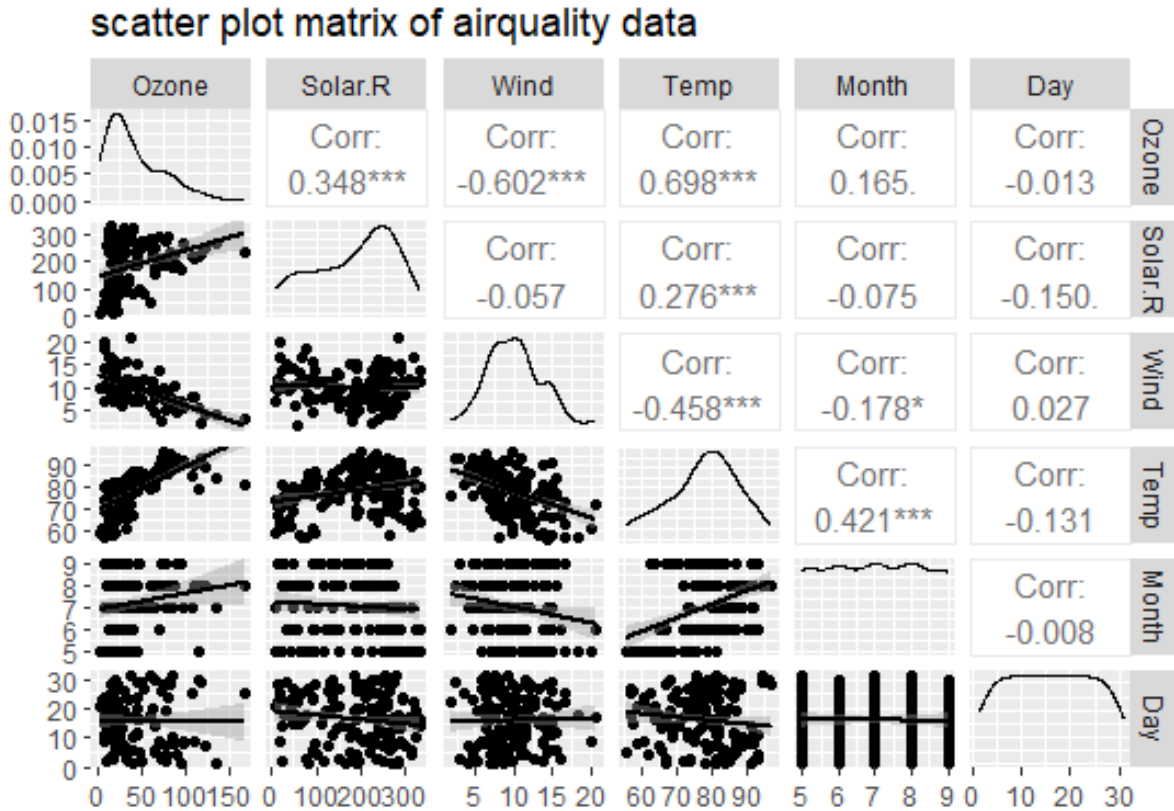 scatter plot matrix of airquality data
Ozone Solar.R Wind Temp Month Day
0.015
0.010
0.005
0.000
Corr: 0.348***
Corr: -0.602***
Corr: 0.698***
Corr: 0.165.
Corr: -0.013
Ozone
300
200
100
0
Corr: -0.057
Corr: 0.276***
Corr: -0.075
Corr: -0.150.
Solar.R
20
15
10
5
Corr: -0.458***
Corr: -0.178*
Corr: 0.027
Wind
90
80
70
60
Corr: 0.421***
Corr: -0.131
Temp
9
8
7
6
5
Corr: -0.008
Month
30
20
10
0
Day
0 50 100 150 0 100 200 300 5 10 15 20 60 70 80 90 5 6 7 8 9 0 10 20 30